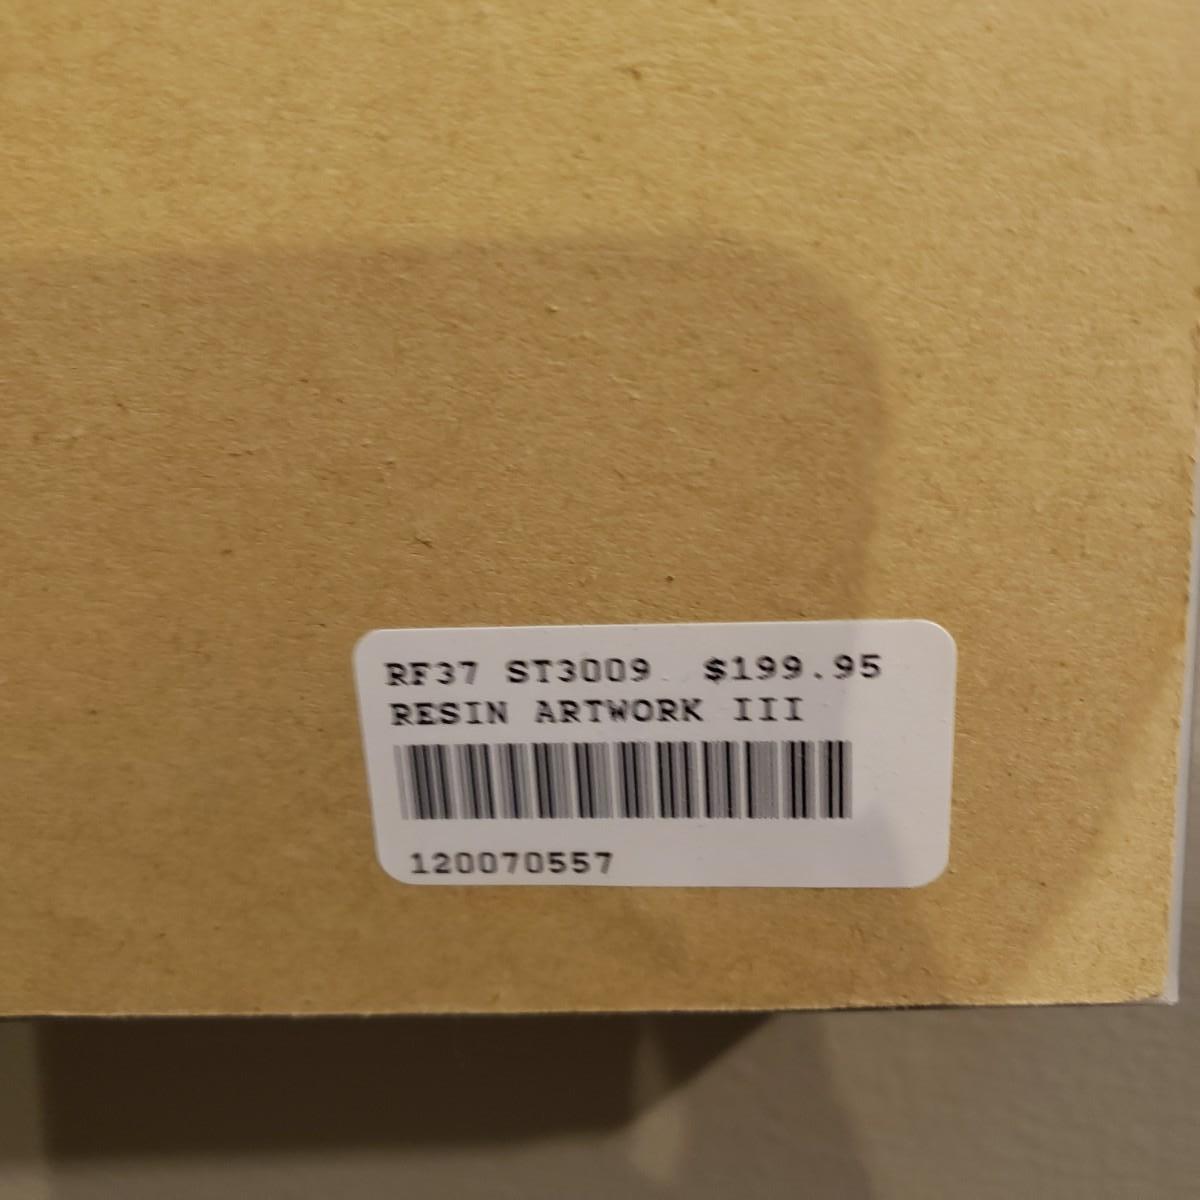 RF37 ST3009 $199.95
RESIN ARTWORK III
120070557